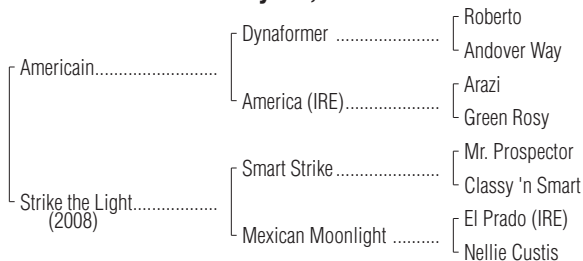 Roberto
Dynaformer ......................
Andover Way
Americain..........................
Arazi
America (IRE)....................
Green Rosy
Mr. Prospector
Smart Strike ......................
Classy 'n Smart
Strike the Light..................
(2008)
El Prado (IRE)
Mexican Moonlight ..........
Nellie Custis